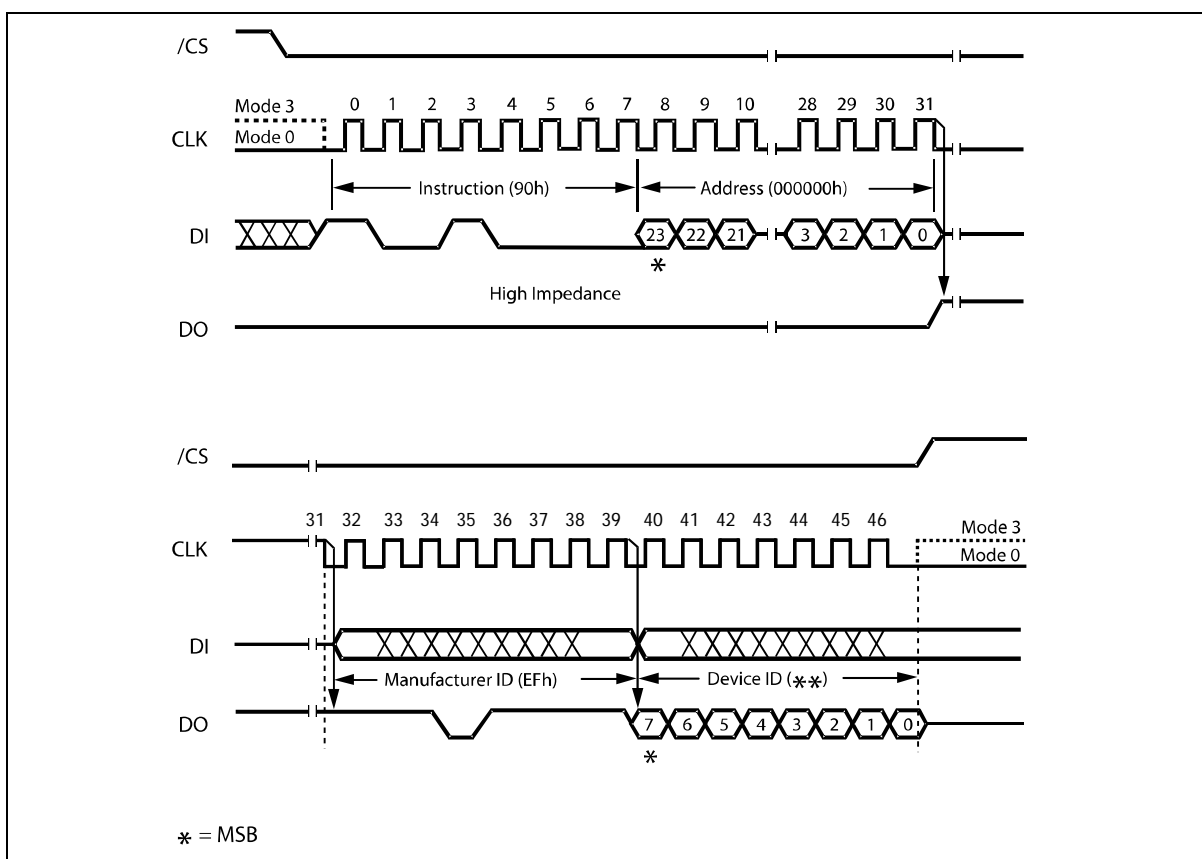 /CS
Mode 3
0 1 2 3 4 5 6 7 8 9 10 28 29 30 31
CLK
Mode 0
Instruction (90h)
Address (000000h)
DI
23 22 21 3 2 1 0
*
High Impedance
DO
/CS
31 32 33 34 35 36 37 38 39 40 41 42 43 44 45 46
Mode 3
CLK
Mode 0
DI
Manufacturer ID (EFh)
Device ID (**)
DO
7 6 5 4 3 2 1 0
*
* = MSB